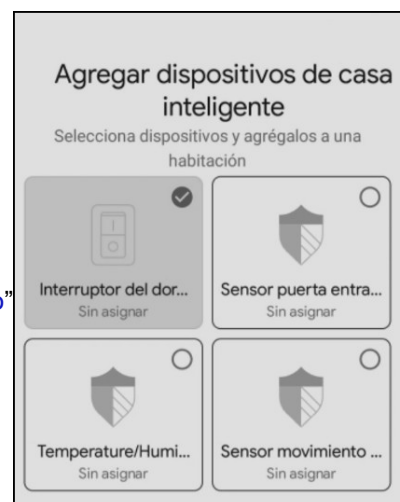 Agregar dispositivos de casa
inteligente
Selecciona dispositivos y agrégalos a una
habitación
Interruptor del dor...
Sin asignar
Sensor puerta entra...
Sin asignar
o”
Temperature/Humi...
Sin asignar
Sensor movimiento ...
Sin asignar